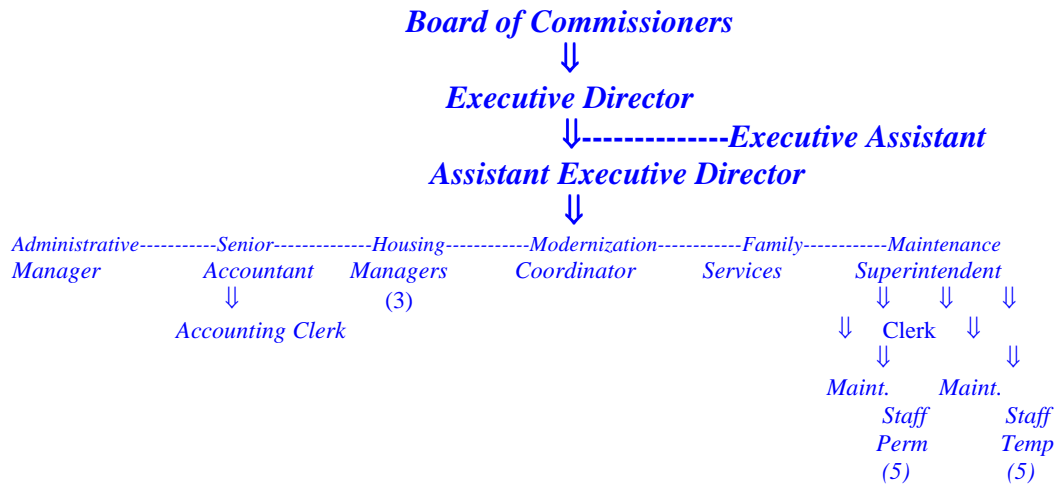 Board of Commissioners
⇓
Executive Director
⇓--------------Executive Assistant
Assistant Executive Director
⇓
Administrative-----------Senior--------------Housing------------Modernization------------Family------------Maintenance
Manager Accountant Managers Coordinator Services Superintendent
⇓ (3) ⇓ ⇓ ⇓
Accounting Clerk ⇓ Clerk ⇓
⇓ ⇓
Maint. Maint.
Staff Staff
Perm Temp
(5) (5)